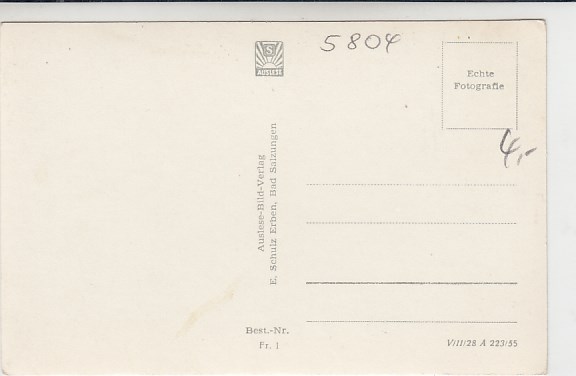 5804
S
AUSLESE
Echte
Fotografie
4,-
Auslese-Bild-Verlag
E. Schulz Erben, Bad Salzungen
Best.-Nr.
Fr. 1
V/11/28 A 223/55